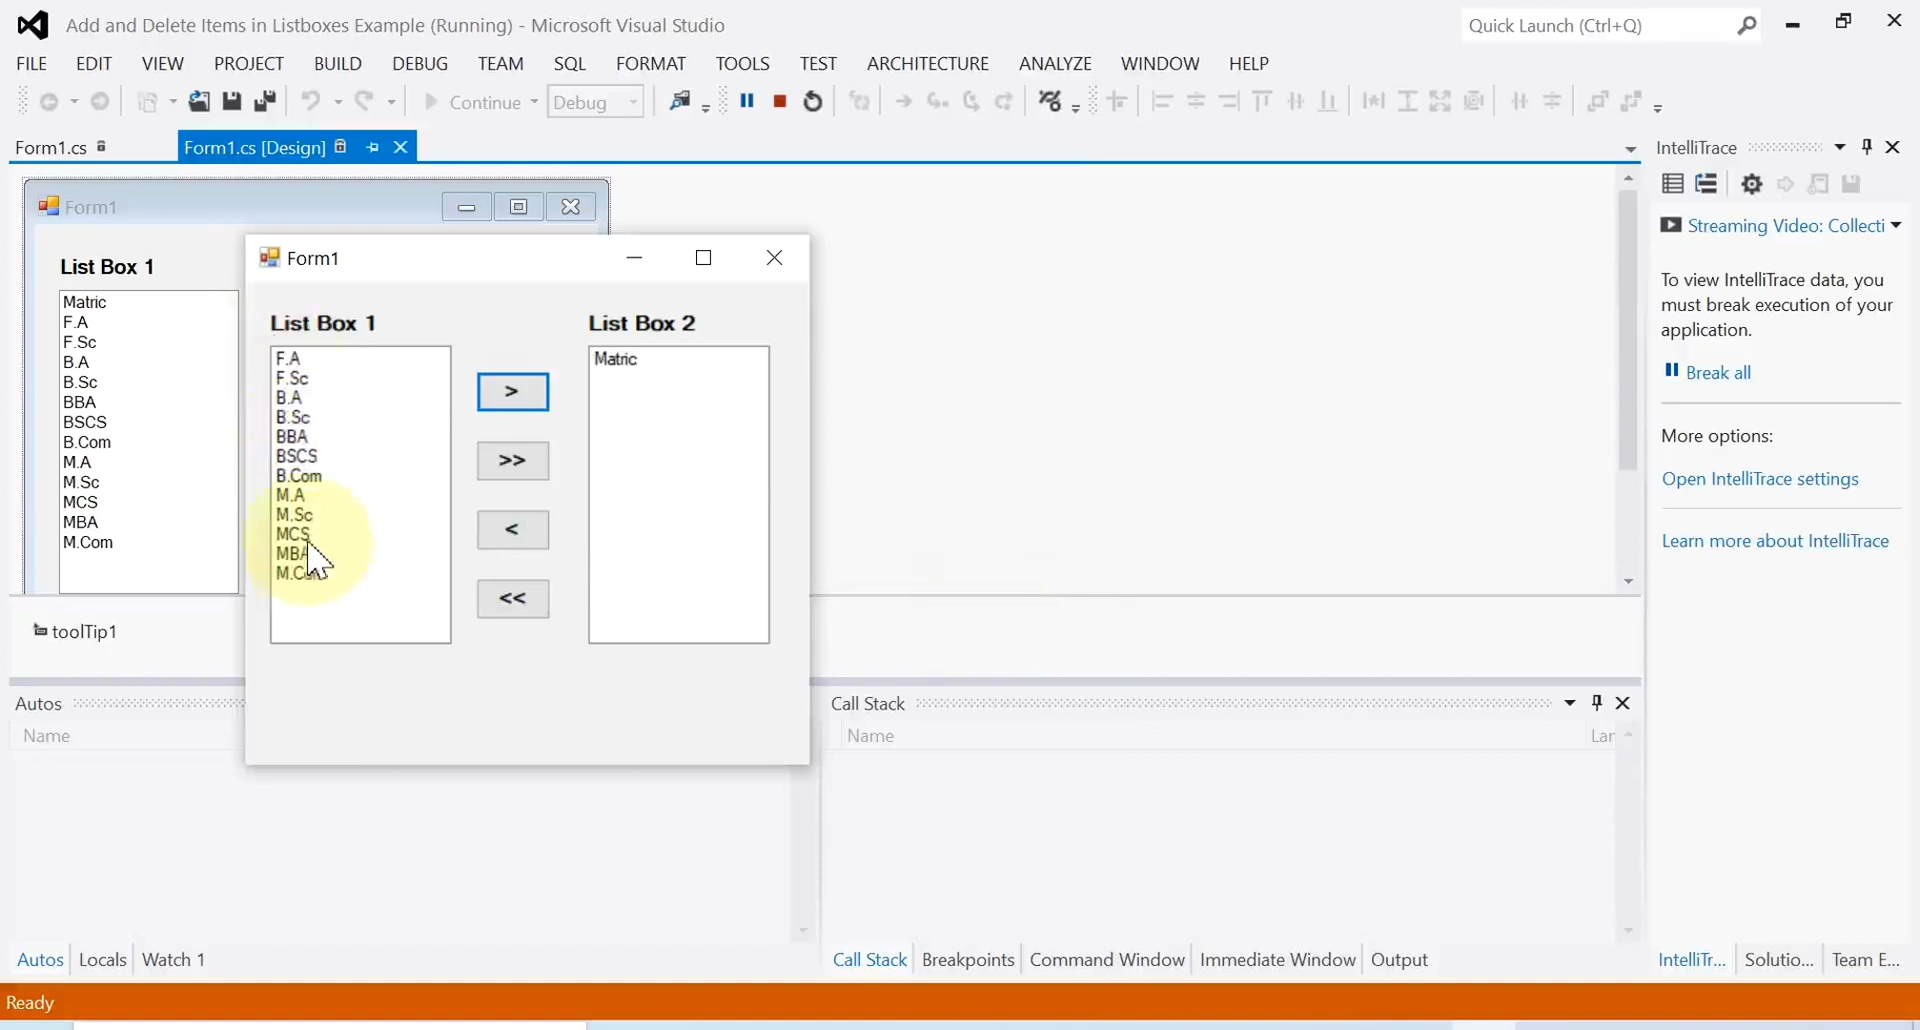 Add and Delete Items in Listboxes Example (Running) - Microsoft Visual Studio
Quick Launch (Ctrl+Q)
FILE EDIT VIEW PROJECT BUILD DEBUG TEAM SQL FORMAT TOOLS TEST ARCHITECTURE ANALYZE WINDOW HELP
Continue Debug
Form1.cs Form1.cs [Design]
Form1
List Box 1
Matric
F.A
F.Sc
B.A
B.Sc
BBA
BSCS
B.Com
M.A
M.Sc
MCS
MBA
M.Com
toolTip1
Form1
List Box 1
F.A
F.Sc
B.A
B.Sc
BBA
BSCS
B.Com
M.A
M.Sc
MCS
MBA
>
>>
<
<<
List Box 2
Matric
IntelliTrace
Streaming Video: Collecti
To view IntelliTrace data, you
must break execution of your
application.
Break all
More options:
Open IntelliTrace settings
Learn more about IntelliTrace
Autos
Name
Call Stack
Name Lar
Autos Locals Watch 1
Call Stack Breakpoints Command Window Immediate Window Output
IntelliTr... Solutio... Team E...
Ready